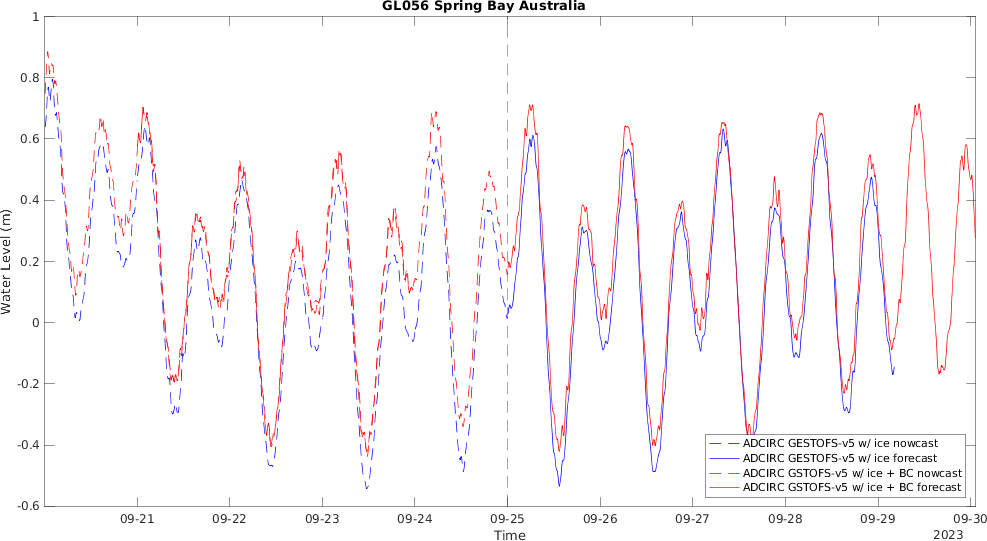 GL056 Spring Bay Australia
1
0.8
0.6
0.4
0.2
0
-0.2
-0.4
-0.6
Water Level (m)
09-21 09-22 09-23 09-24 09-25 09-26 09-27 09-28 09-29 09-30
Time
2023
ADCIRC GESTOFS-v5 w/ ice nowcast
ADCIRC GESTOFS-v5 w/ ice forecast
ADCIRC GSTOFS-v5 w/ ice + BC nowcast
ADCIRC GSTOFS-v5 w/ ice + BC forecast